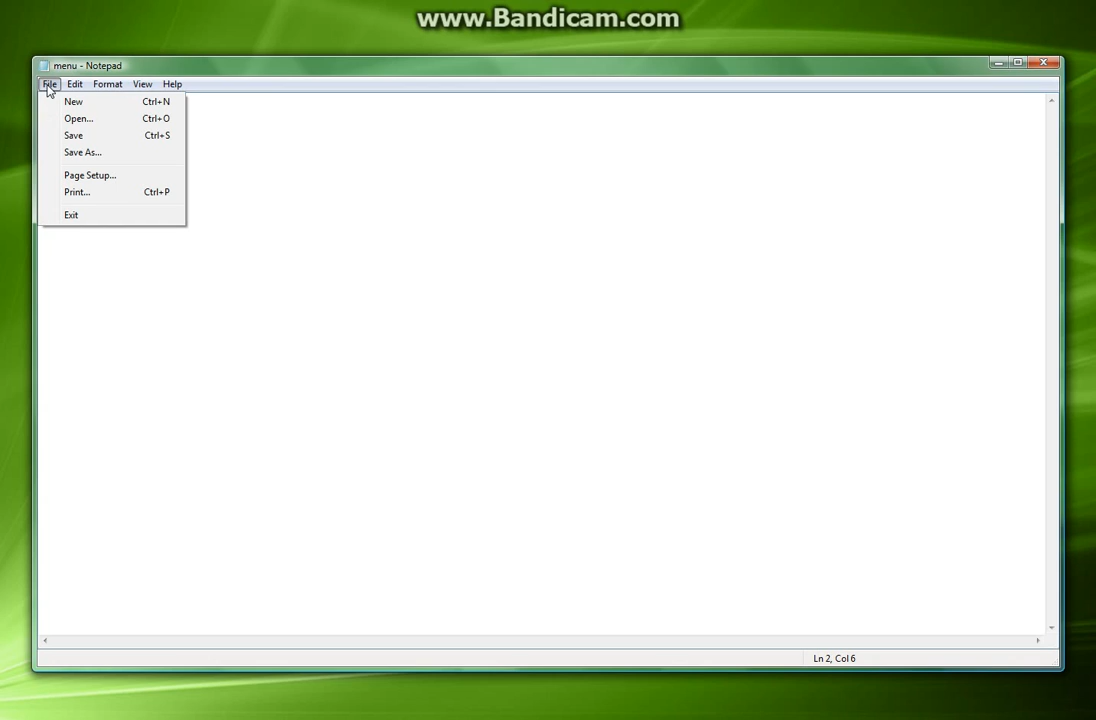 www.Bandicam.com
menu - Notepad
File Edit Format View Help
New Ctrl+N
Open... Ctrl+O
Save Ctrl+S
Save As...
Page Setup...
Print... Ctrl+P
Exit
Ln 2, Col 6